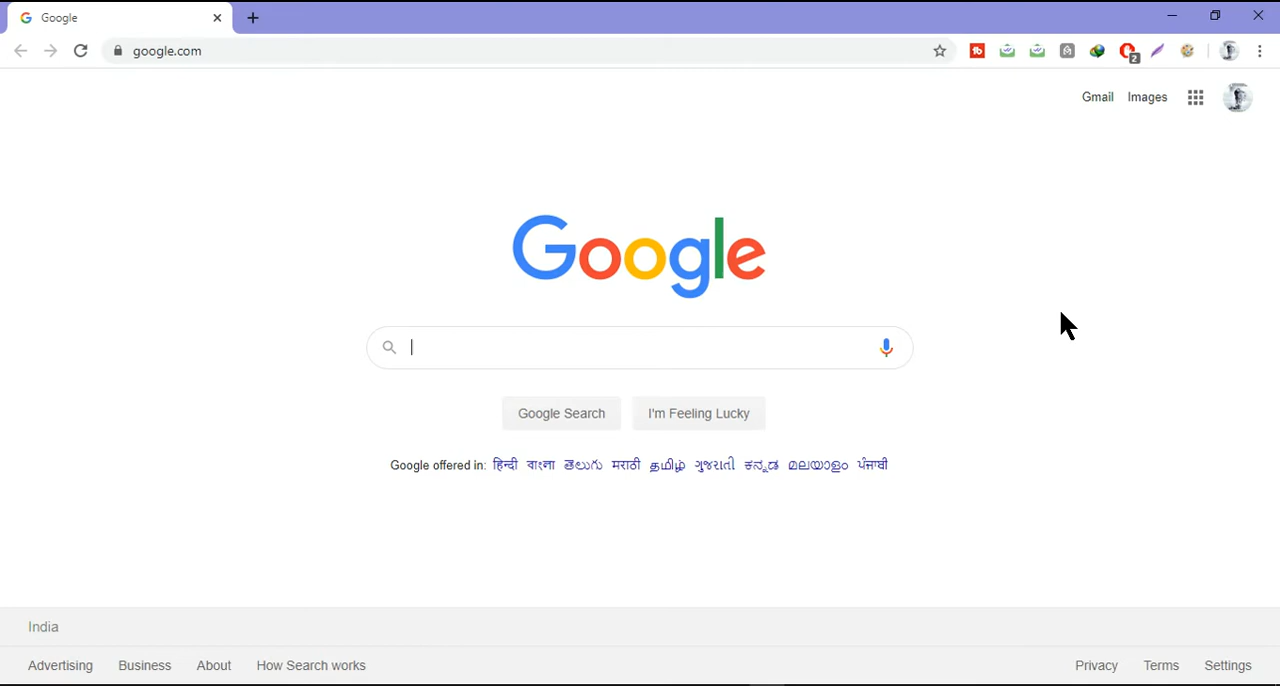 Google
google.com
2
Gmail Images
Google
Google Search I'm Feeling Lucky
Google offered in: हिन्दी বাংলা తెలుగు मराठी தமிழ் ગુજરાતી ಕನ್ನಡ മലയാളം ਪੰਜਾਬੀ
India
Advertising Business About How Search works Privacy Terms Settings